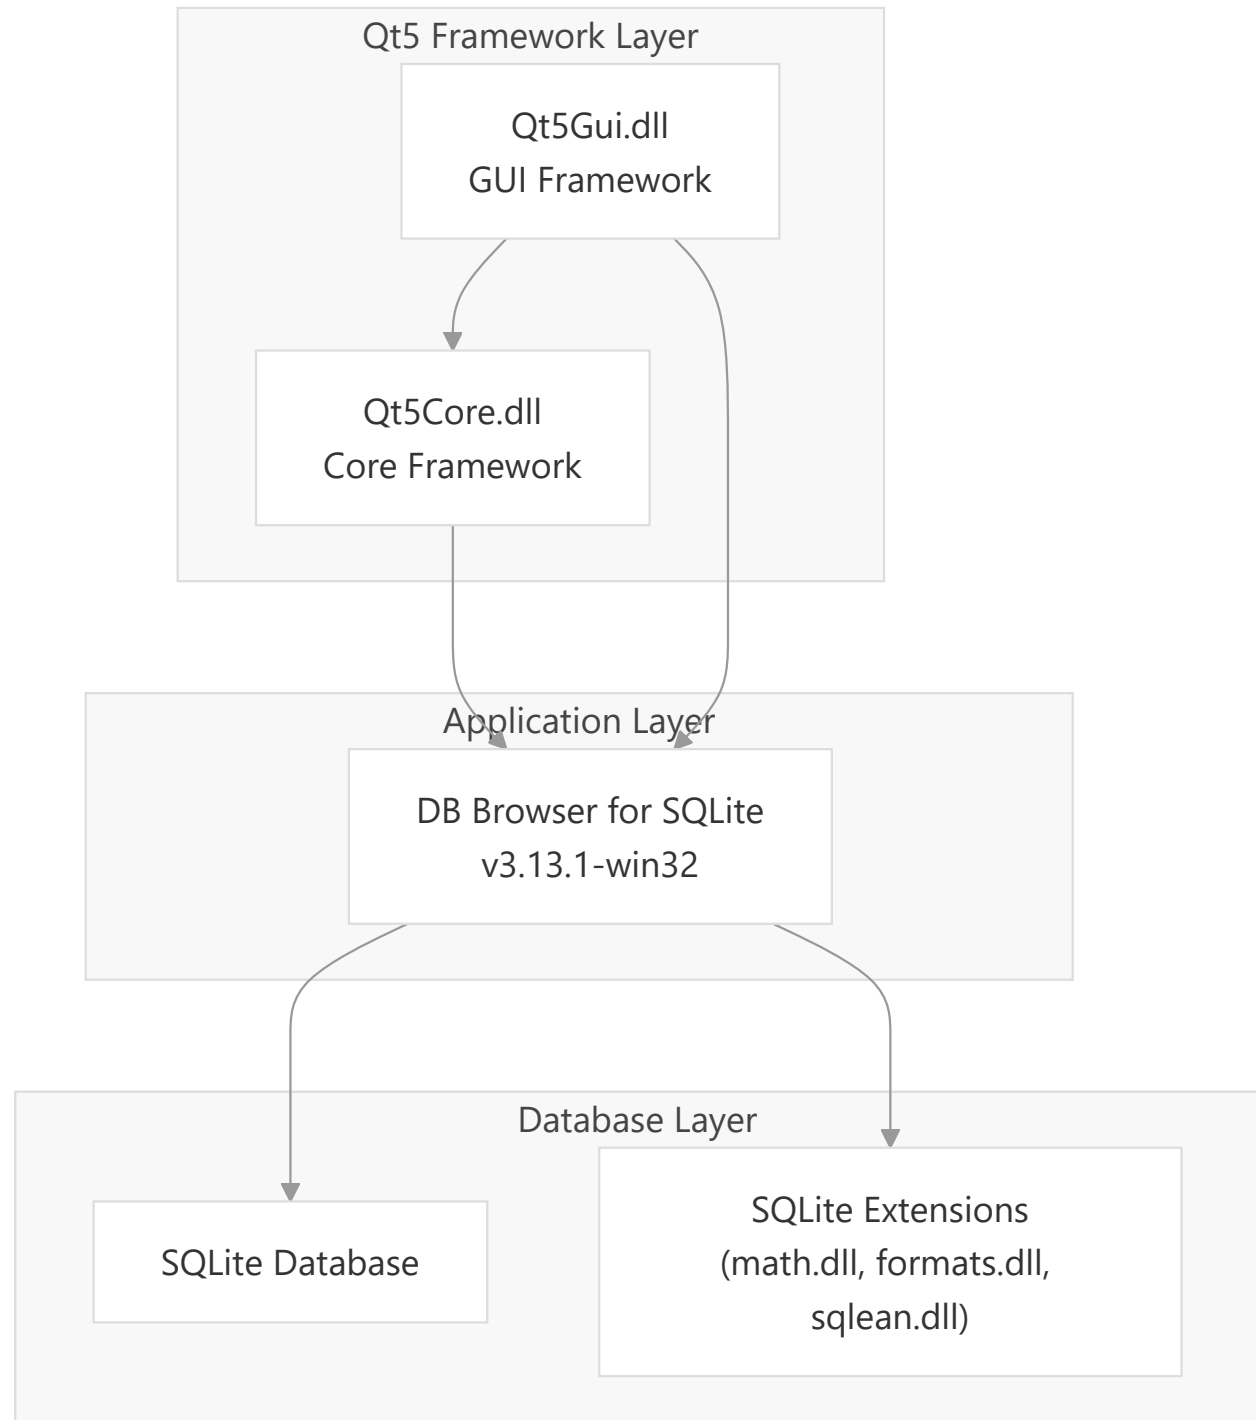 Qt5 Framework Layer
Qt5Gui.dll
GUI Framework
Qt5Core.dll
Core Framework
Application Layer
DB Browser for SQLite
v3.13.1-win32
Database Layer
SQLite Database
SQLite Extensions
(math.dll, formats.dll,
sqlean.dll)